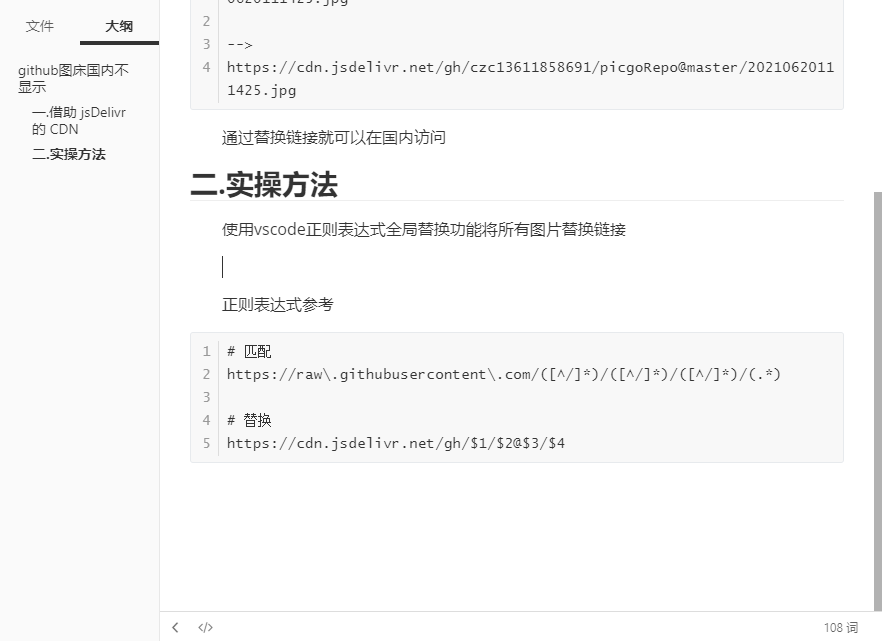 文件 大纲
github图床国内不
显示
一.借助 jsDelivr
的 CDN
二.实操方法
0620111425.jpg
2
3 -->
4 https://cdn.jsdelivr.net/gh/czc13611858691/picgoRepo@master/2021062011
1425.jpg
通过替换链接就可以在国内访问
二.实操方法
使用vscode正则表达式全局替换功能将所有图片替换链接
正则表达式参考
1 # 匹配
2 https://raw\.githubusercontent\.com/([^/]*)/([^/]*)/([^/]*)/(.*)
3
4 # 替换
5 https://cdn.jsdelivr.net/gh/$1/$2@$3/$4
< </> 108 词